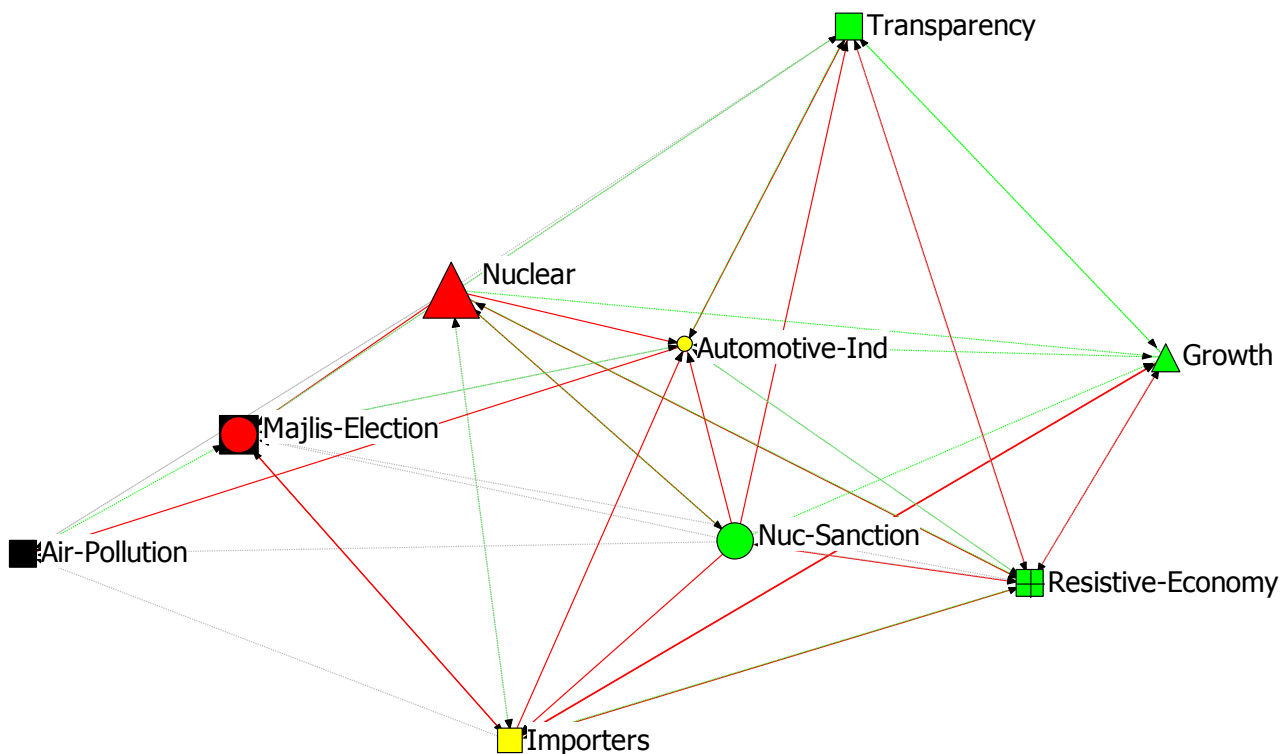 Transparency
Nuclear
Automotive-Ind
Growth
Majlis-Election
Nuc-Sanction
Air-Pollution
Resistive-Economy
Importers